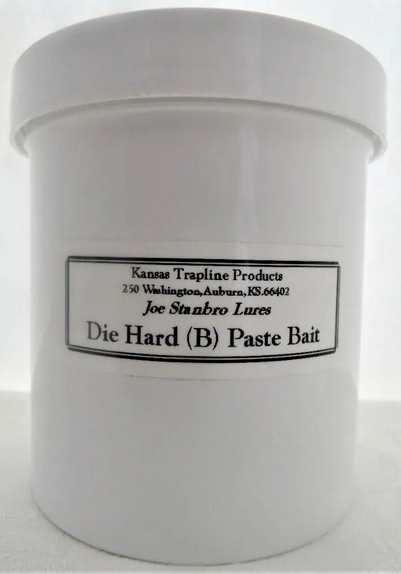 Kansas Trapline Products
250 Washington,Auburn,KS.66402
Joe Stanbro Lures
Die Hard (B) Paste Bait